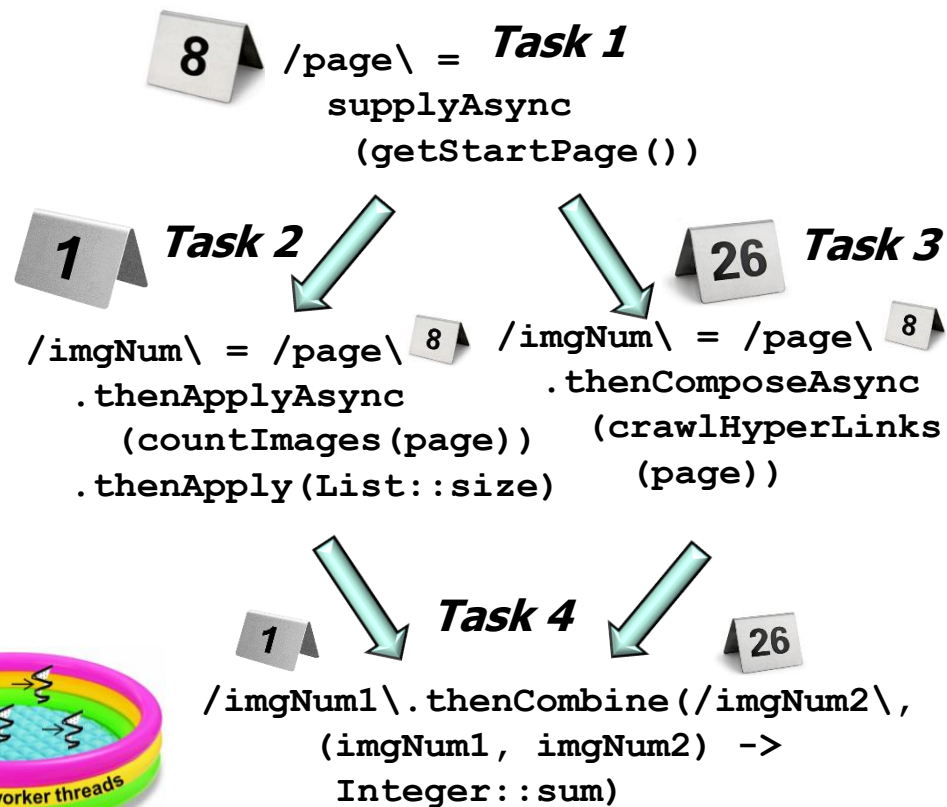 8 /page\ = Task 1
supplyAsync
(getStartPage())
1 Task 2
26 Task 3
/imgNum\ = /page\ 8
.thenApplyAsync
(countImages(page))
.thenApply(List::size)
/imgNum\ = /page\ 8
.thenComposeAsync
(crawlHyperLinks
(page))
1 Task 4 26
/imgNum1\.thenCombine(/imgNum2\,
(imgNum1, imgNum2) ->
Integer::sum)
worker threads